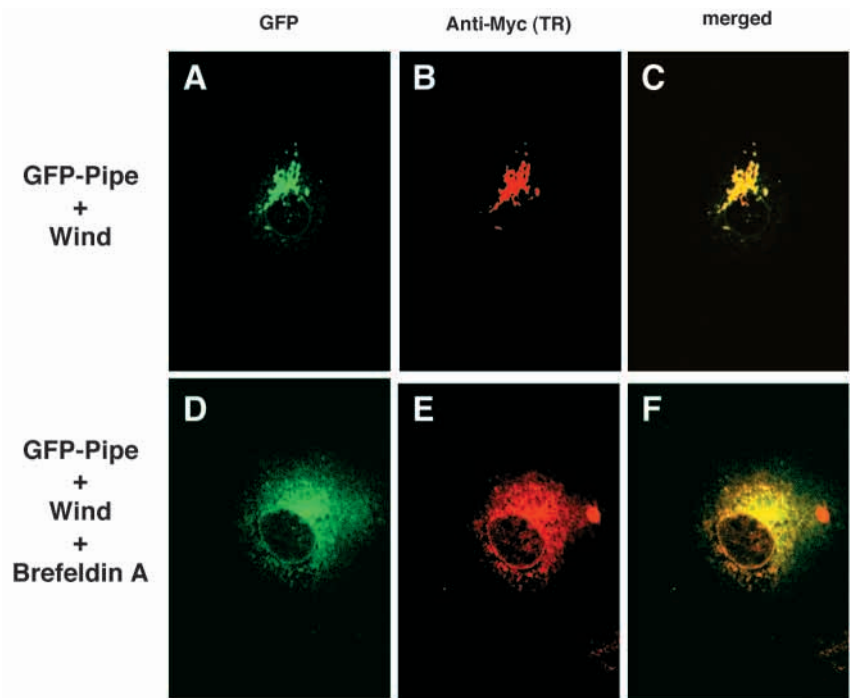 GFP
Anti-Myc (TR)
merged
GFP-Pipe
+
Wind
A
B
C
GFP-Pipe
+
Wind
+
Brefeldin A
D
E
F